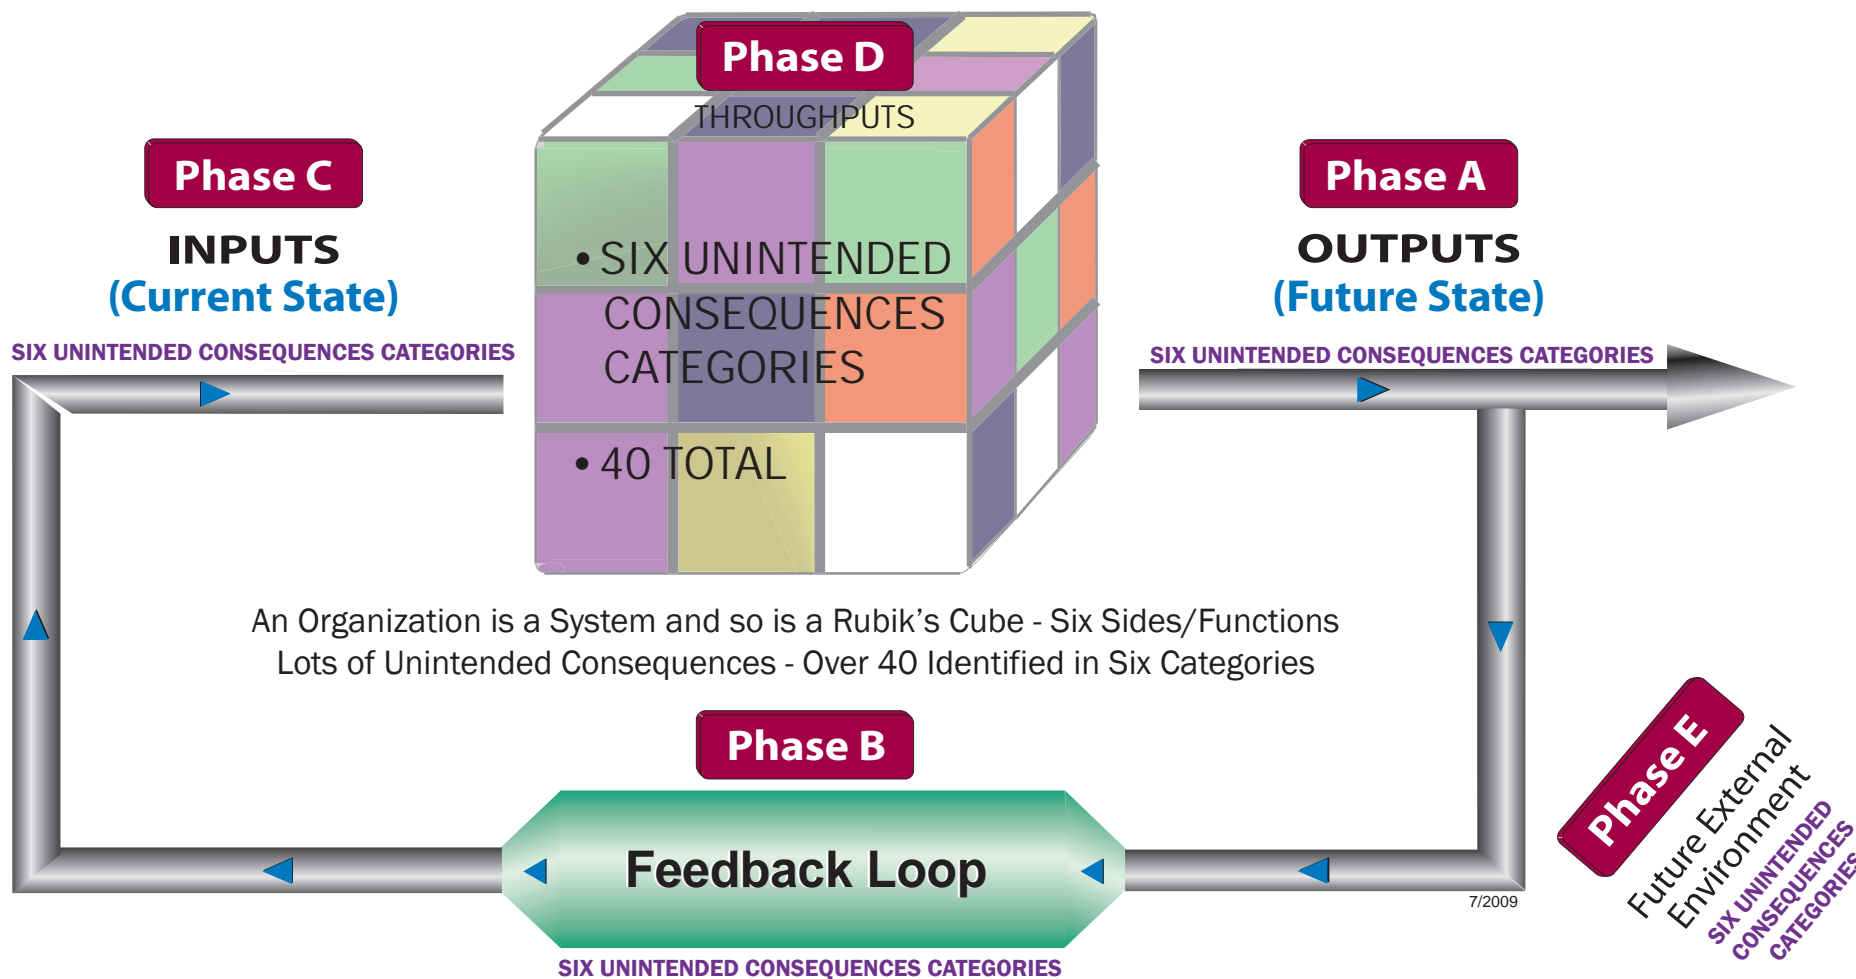 Phase D
THROUGHPUTS
Phase C
INPUTS
(Current State)
SIX UNINTENDED CONSEQUENCES CATEGORIES
• SIX UNINTENDED
CONSEQUENCES
CATEGORIES
• 40 TOTAL
Phase A
OUTPUTS
(Future State)
SIX UNINTENDED CONSEQUENCES CATEGORIES
An Organization is a System and so is a Rubik's Cube - Six Sides/Functions
Lots of Unintended Consequences - Over 40 Identified in Six Categories
Phase B
Feedback Loop
SIX UNINTENDED CONSEQUENCES CATEGORIES
7/2009
Phase E
Future External
Environment
SIX UNINTENDED
CONSEQUENCES
CATEGORIES